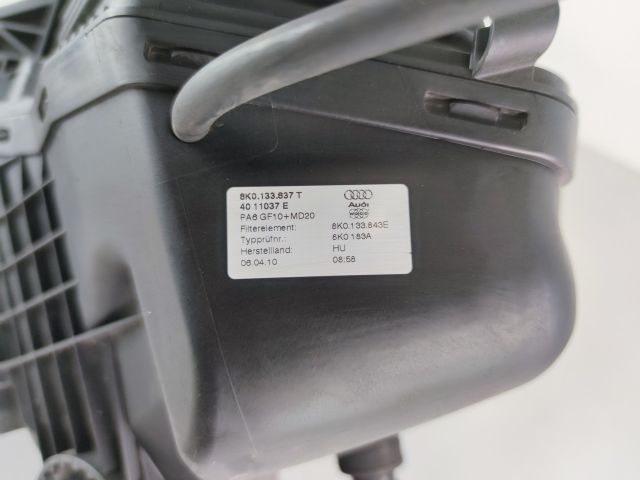 8K0.133.837 T
40 11037 E Audi
PA6 GF10+MD20
Filterelement: 8K0.133.843E
Typprüfnr.: 8K0 183A
Herstellland: HU
06.04.10 08:58